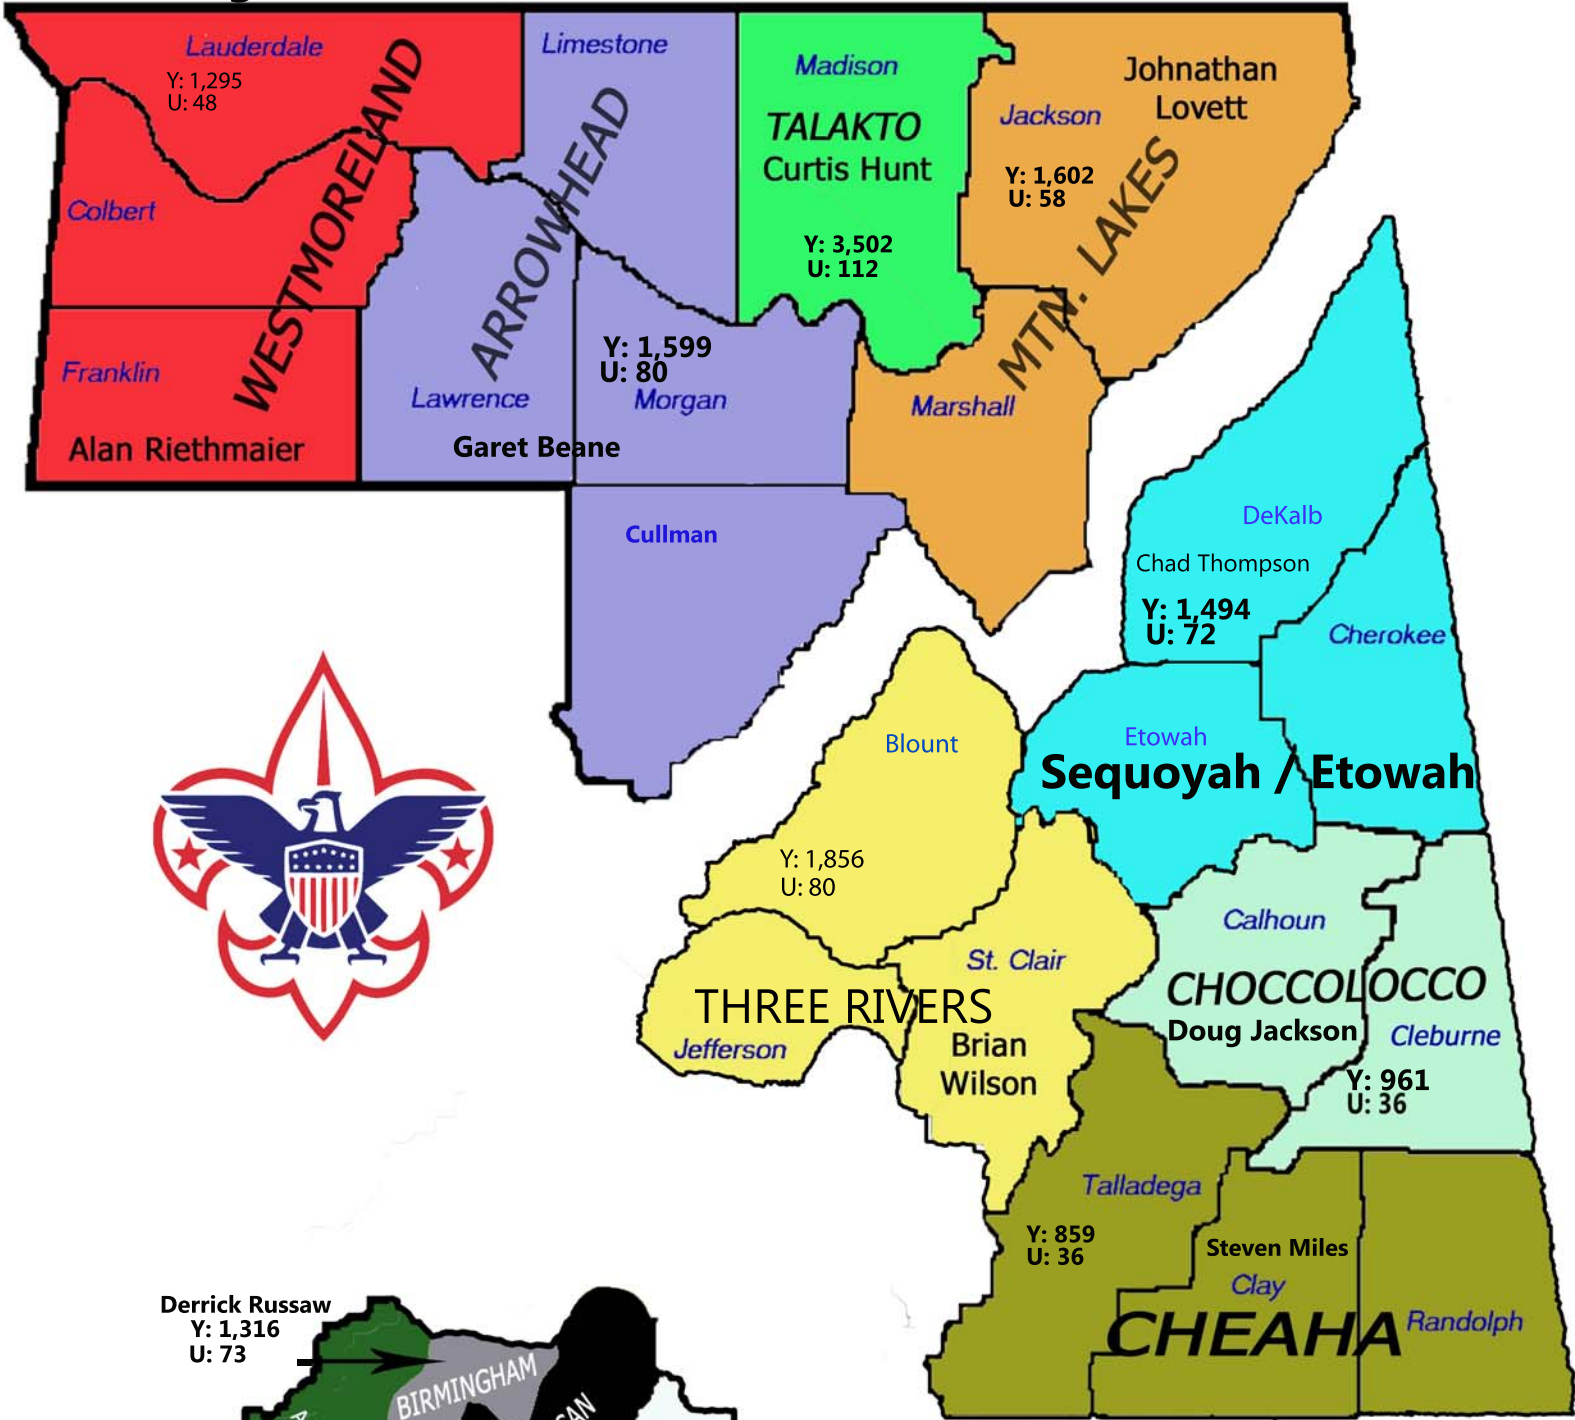 Lauderdale
Y: 1,295
U: 48
WESTMORELAND
Colbert
Franklin
Alan Riethmaier
Limestone
ARROWHEAD
Y: 1,599
U: 80
Lawrence
Morgan
Garet Beane
Cullman
Madison
TALAKTO
Curtis Hunt
Y: 3,502
U: 112
Johnathan
Lovett
Jackson
Y: 1,602
U: 58
MTN. LAKES
Marshall
DeKalb
Chad Thompson
Y: 1,494
U: 72
Cherokee
Etowah
Sequoyah / Etowah
Blount
Y: 1,856
U: 80
St. Clair
THREE RIVERS
Jefferson
Brian
Wilson
Calhoun
CHOCCOLOCCO
Doug Jackson
Cleburne
Y: 961
U: 36
Talladega
Y: 859
U: 36
Steven Miles
Clay
CHEAHA
Randolph
Derrick Russaw
Y: 1,316
U: 73
BIRMINGHAM